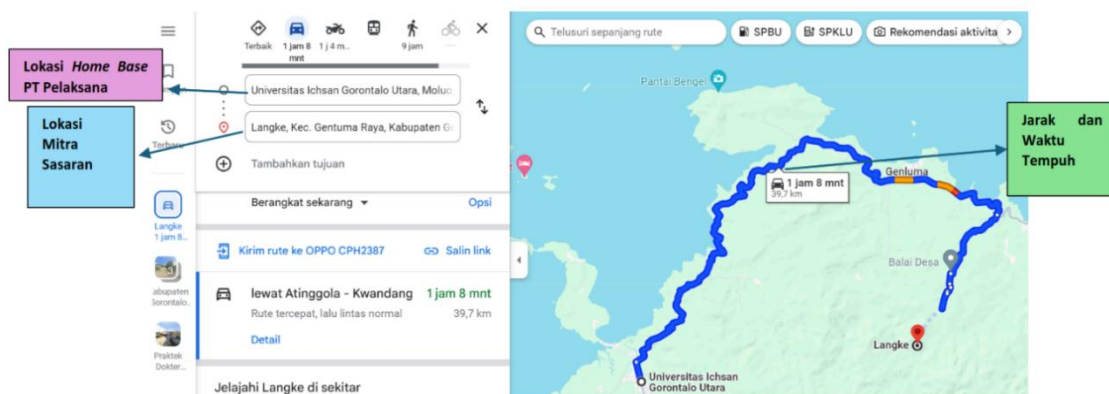 Lokasi Home Base
PT Pelaksana
Lokasi
Mitra
Sasaran
Terbaru
Langke
1 jam 8...
Praktek
Dokter...
Terbaik
1 jam 8
mnt
1 j 4 m...
9 jam
Universitas Ichsan Gorontalo Utara, Moluo,
Langke, Kec. Gentuma Raya, Kabupaten Go
Tambahkan tujuan
Berangkat sekarang
Opsi
Kirim rute ke OPPO CPH2387
Salin link
lewat Atinggola - Kwandang
1 jam 8 mnt
Rute tercepat, lalu lintas normal
39,7 km
Detail
Jelajahi Langke di sekitar
Telusuri sepanjang rute
SPBU
SPKLU
Rekomendasi aktivita
Pantai Bengel
1 jam 8 mnt
39,7 km
Balai Desa
Langke
Universitas Ichsan
Gorontalo Utara
Jarak dan
Waktu
Tempuh